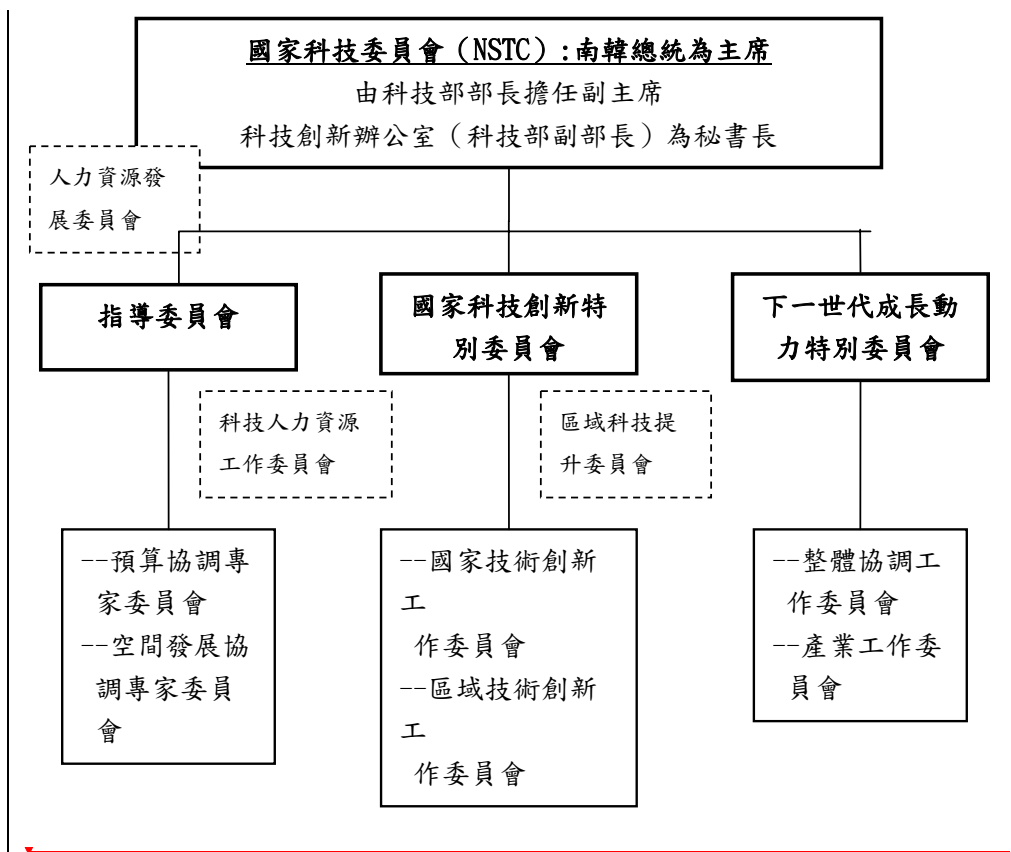 國家科技委員會（NSTC）:南韓總統為主席
由科技部部長擔任副主席
科技創新辦公室（科技部副部長）為秘書長
人力資源發
展委員會
指導委員會
國家科技創新特
別委員會
下一世代成長動
力特別委員會
科技人力資源
工作委員會
區域科技提
升委員會
--預算協調專
家委員會
--空間發展協
調專家委員
會
--國家技術創新
工
作委員會
--區域技術創新
工
作委員會
--整體協調工
作委員會
--產業工作委
員會